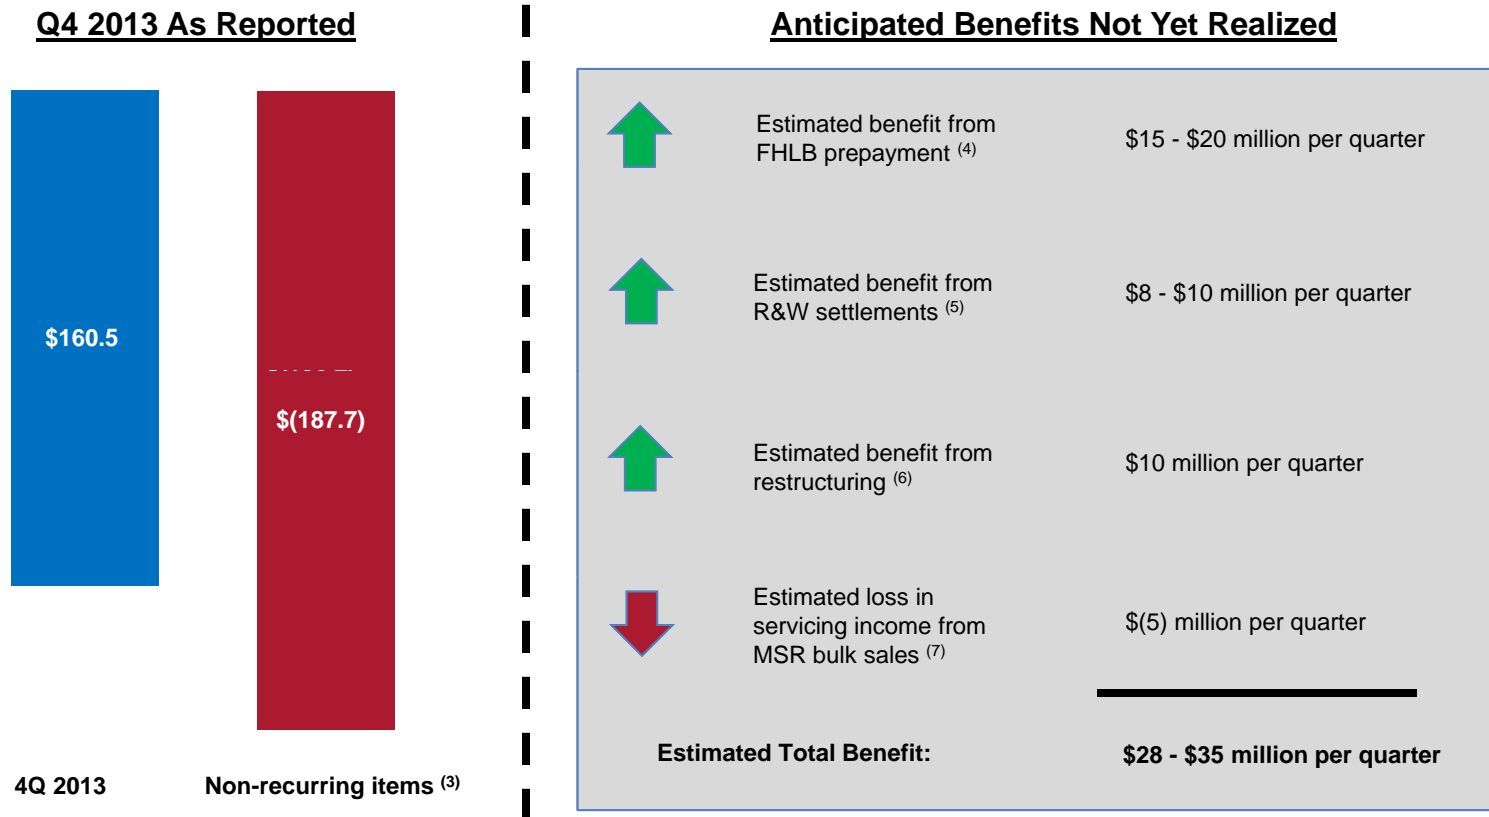 Q4 2013 As Reported
$160.5
$(187.7)
4Q 2013
Non-recurring items (3)
Anticipated Benefits Not Yet Realized
Estimated benefit from
FHLB prepayment (4)
$15 - $20 million per quarter
Estimated benefit from
R&W settlements (5)
$8 - $10 million per quarter
Estimated benefit from
restructuring (6)
$10 million per quarter
Estimated loss in
servicing income from
MSR bulk sales (7)
$(5) million per quarter
Estimated Total Benefit:
$28 - $35 million per quarter